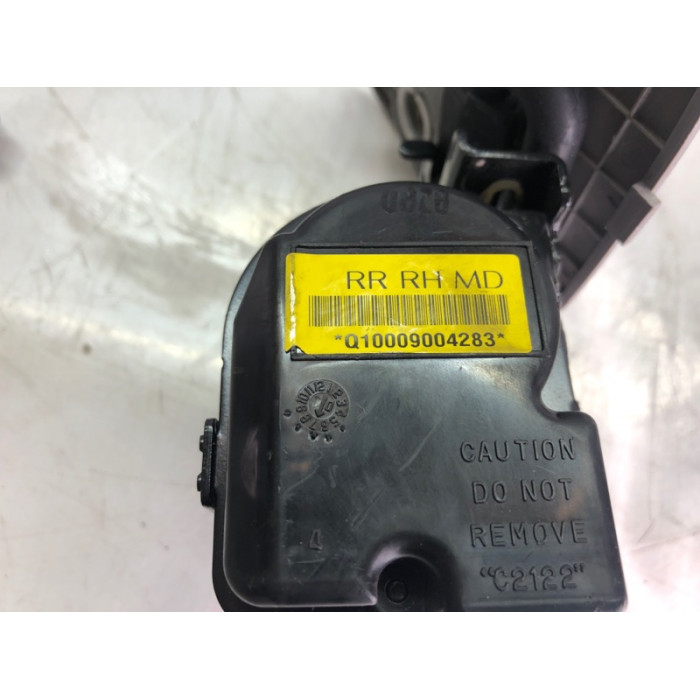 RR RH MD
*Q10009004283*
CAUTION
DO NOT
REMOVE
"C2122"